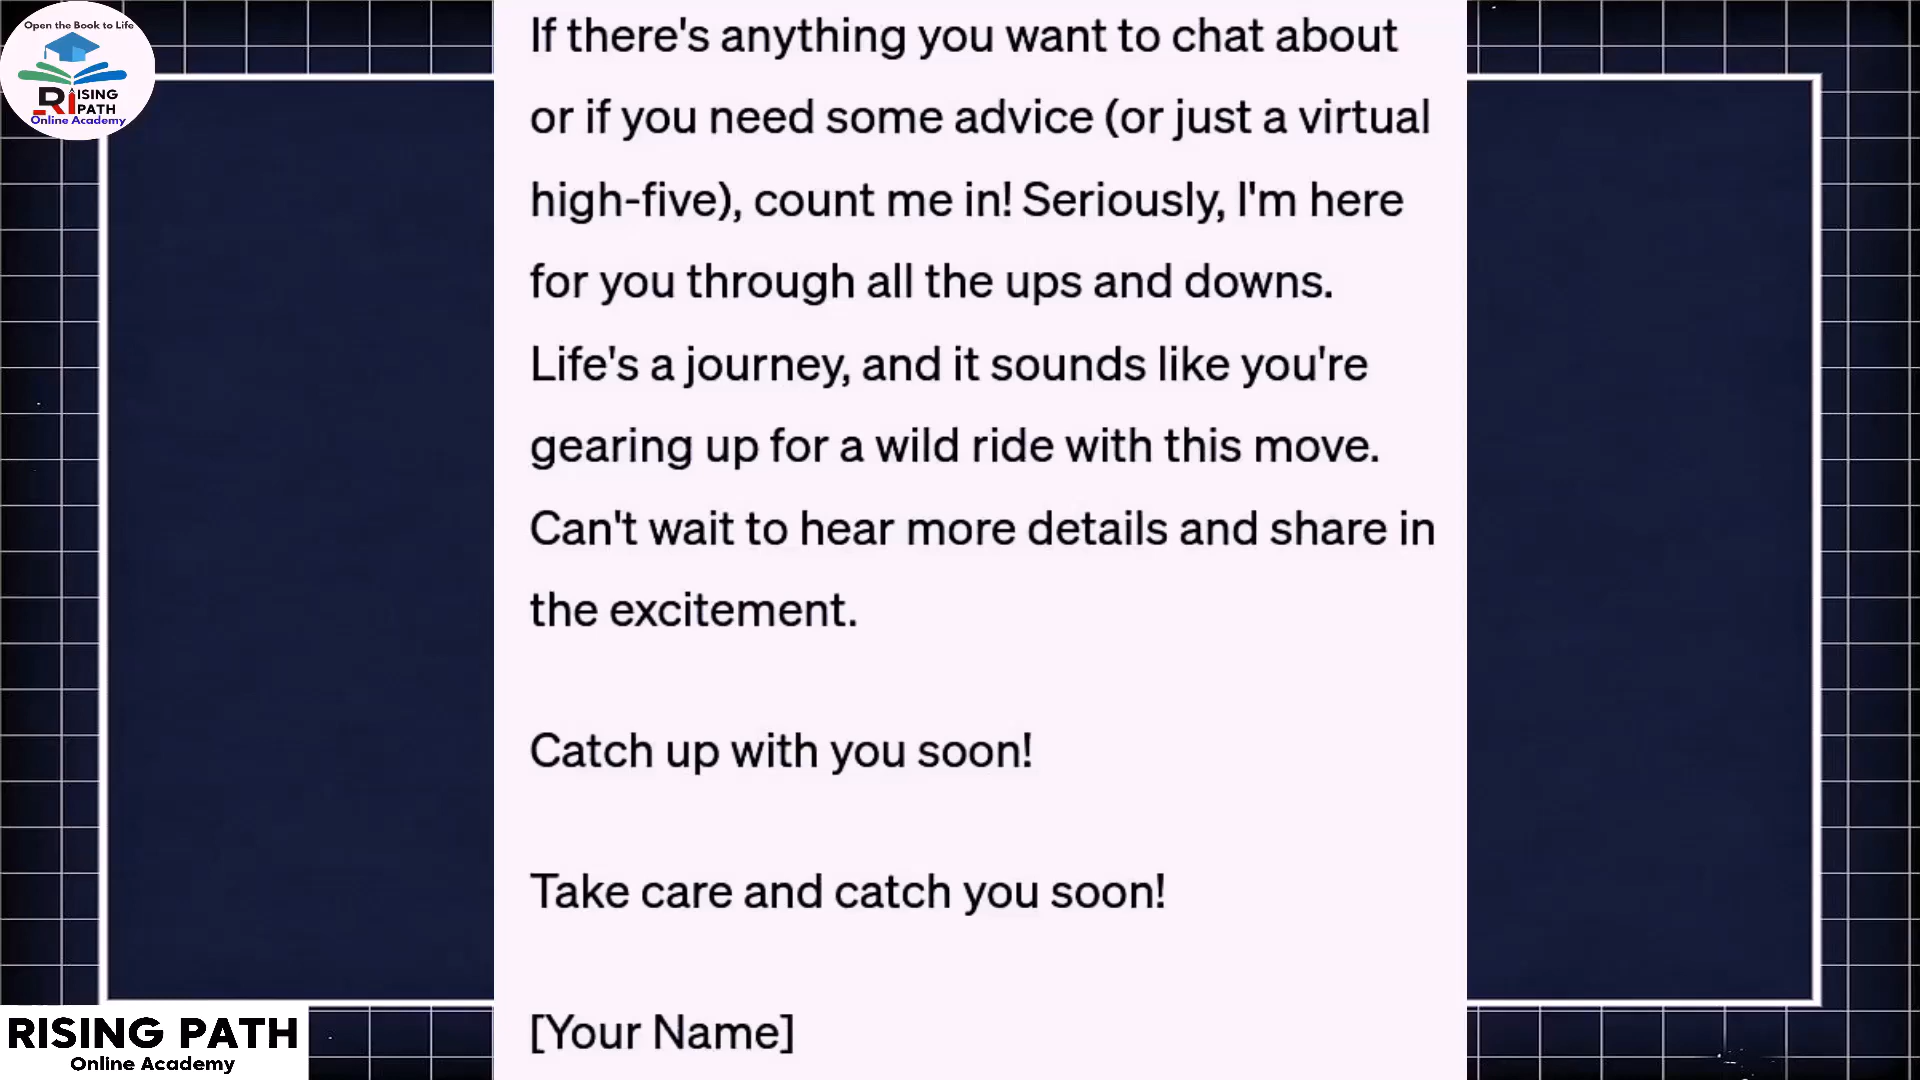 Open the Book to Life
RISING
PATH
Online Academy
If there's anything you want to chat about
or if you need some advice (or just a virtual
high-five), count me in! Seriously, I'm here
for you through all the ups and downs.
Life's a journey, and it sounds like you're
gearing up for a wild ride with this move.
Can't wait to hear more details and share in
the excitement.
Catch up with you soon!
Take care and catch you soon!
[Your Name]
RISING PATH
Online Academy